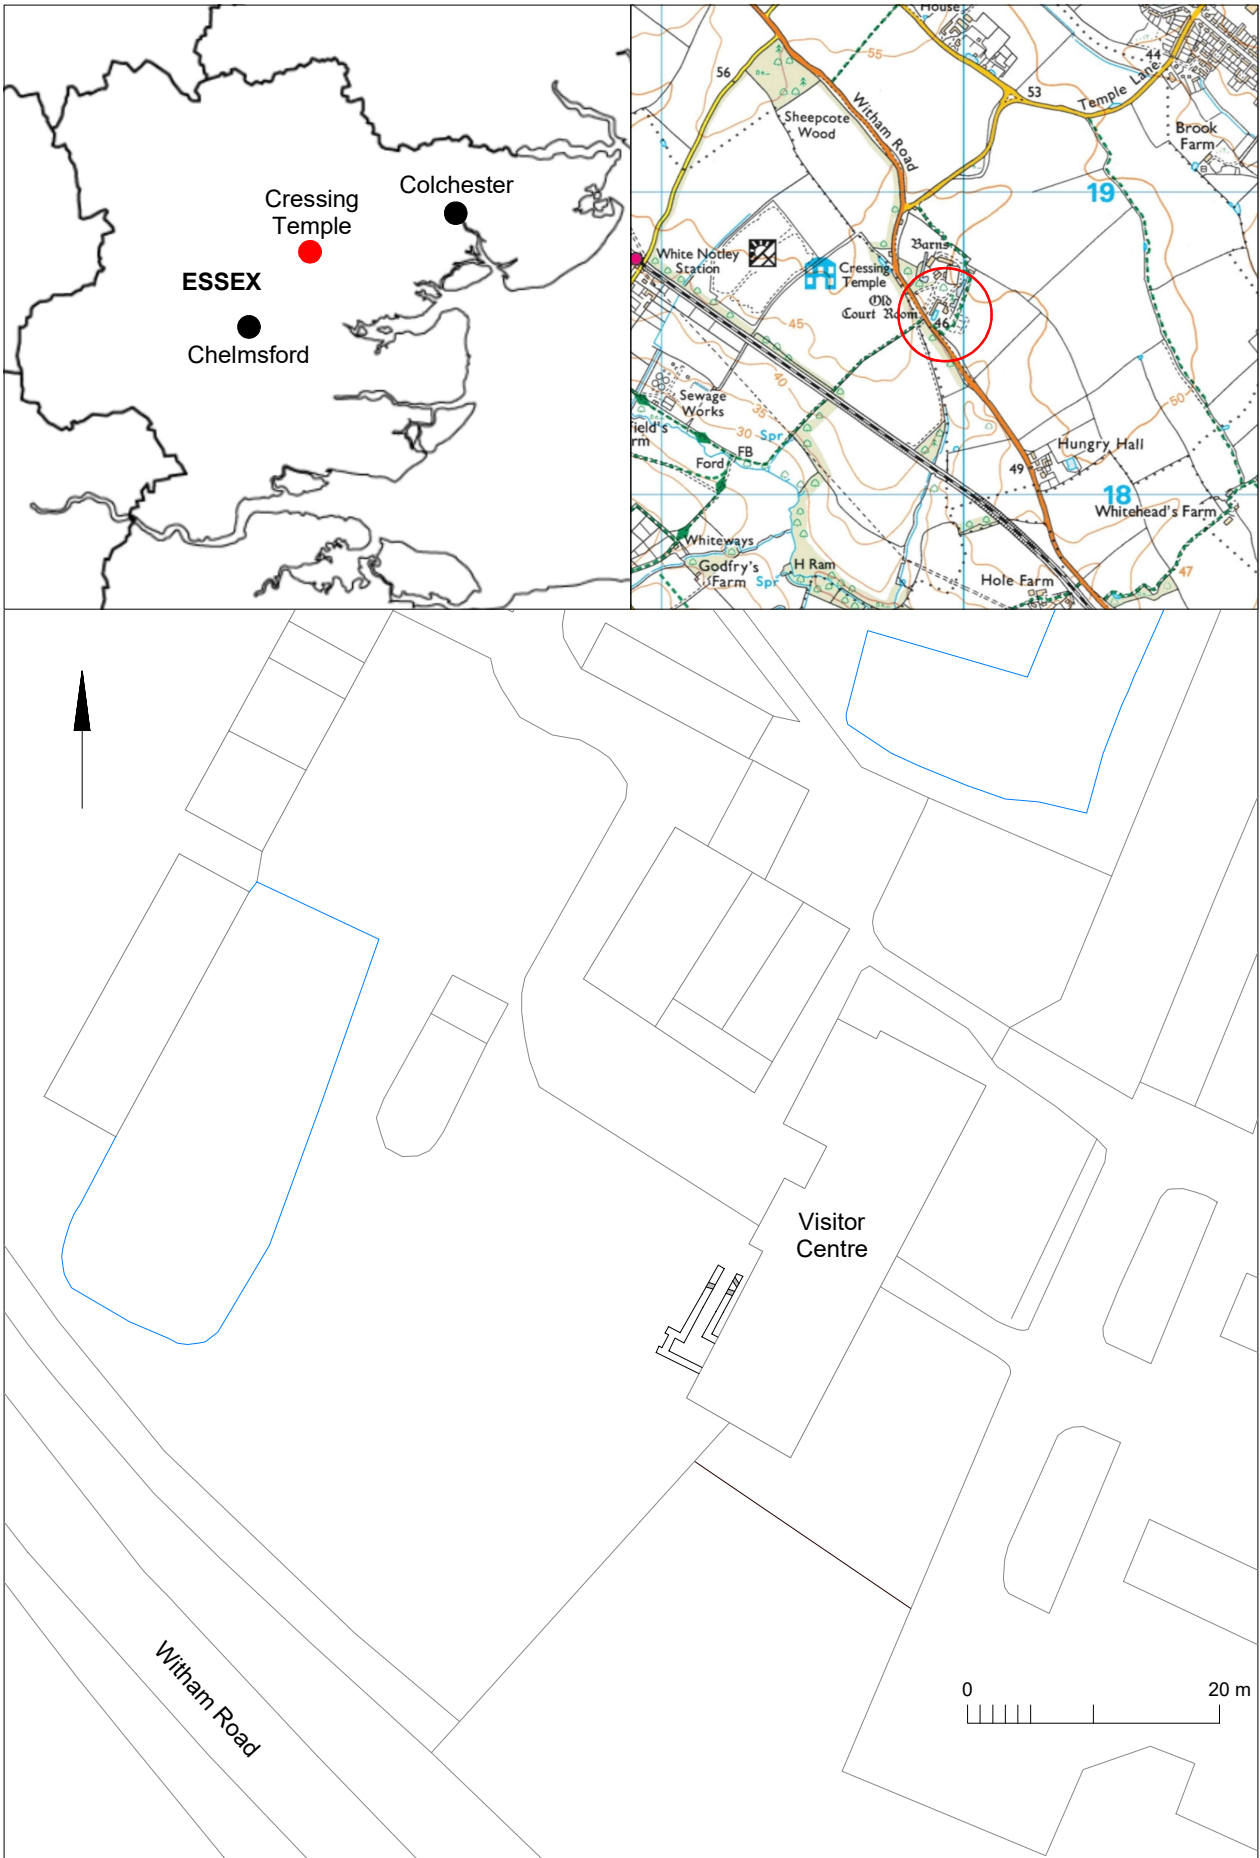 Colchester
Cressing
Temple
ESSEX
Chelmsford
House
55
56
44
53
Temple Lane
Witham Road
Sheepcote
Wood
Brook
Farm
19
White Notley
Station
Barns
Cressing
Temple
Old
Court Room
46
45
40
35
30
50
Sewage
Works
Field's
rm
Spr
FB
Ford
Hungry Hall
49
18
Whitehead's Farm
Whiteways
Godfry's
Farm
Spr
H Ram
Hole Farm
47
Visitor
Centre
Witham Road
0
20 m